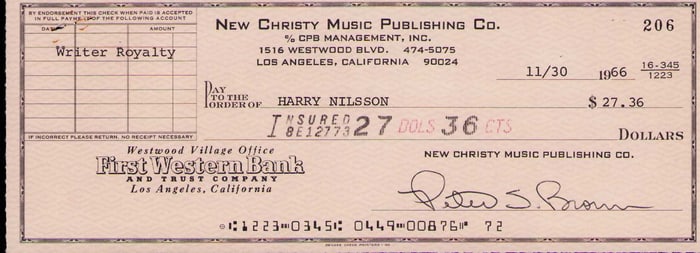 BY ENDORSEMENT THIS CHECK WHEN PAID IS ACCEPTED
IN FULL PAYMENT OF THE FOLLOWING ACCOUNT
DATE AMOUNT
Writer Royalty
IF INCORRECT PLEASE RETURN. NO RECEIPT NECESSARY
NEW CHRISTY MUSIC PUBLISHING CO.
% CPB MANAGEMENT, INC.
1516 WESTWOOD BLVD. 474-5075
LOS ANGELES, CALIFORNIA 90024
206
11/30 1966
16-345
1223
PAY
TO THE
ORDER OF HARRY NILSSON $ 27.36
INSURED
8E12773 27 DOLS 36 CTS
DOLLARS
Westwood Village Office
First Western Bank
AND TRUST COMPANY
Los Angeles, California
NEW CHRISTY MUSIC PUBLISHING CO.
Peter S. Brown
⑆1223⑉0345⑆ 0449⑉00876⑈ 72